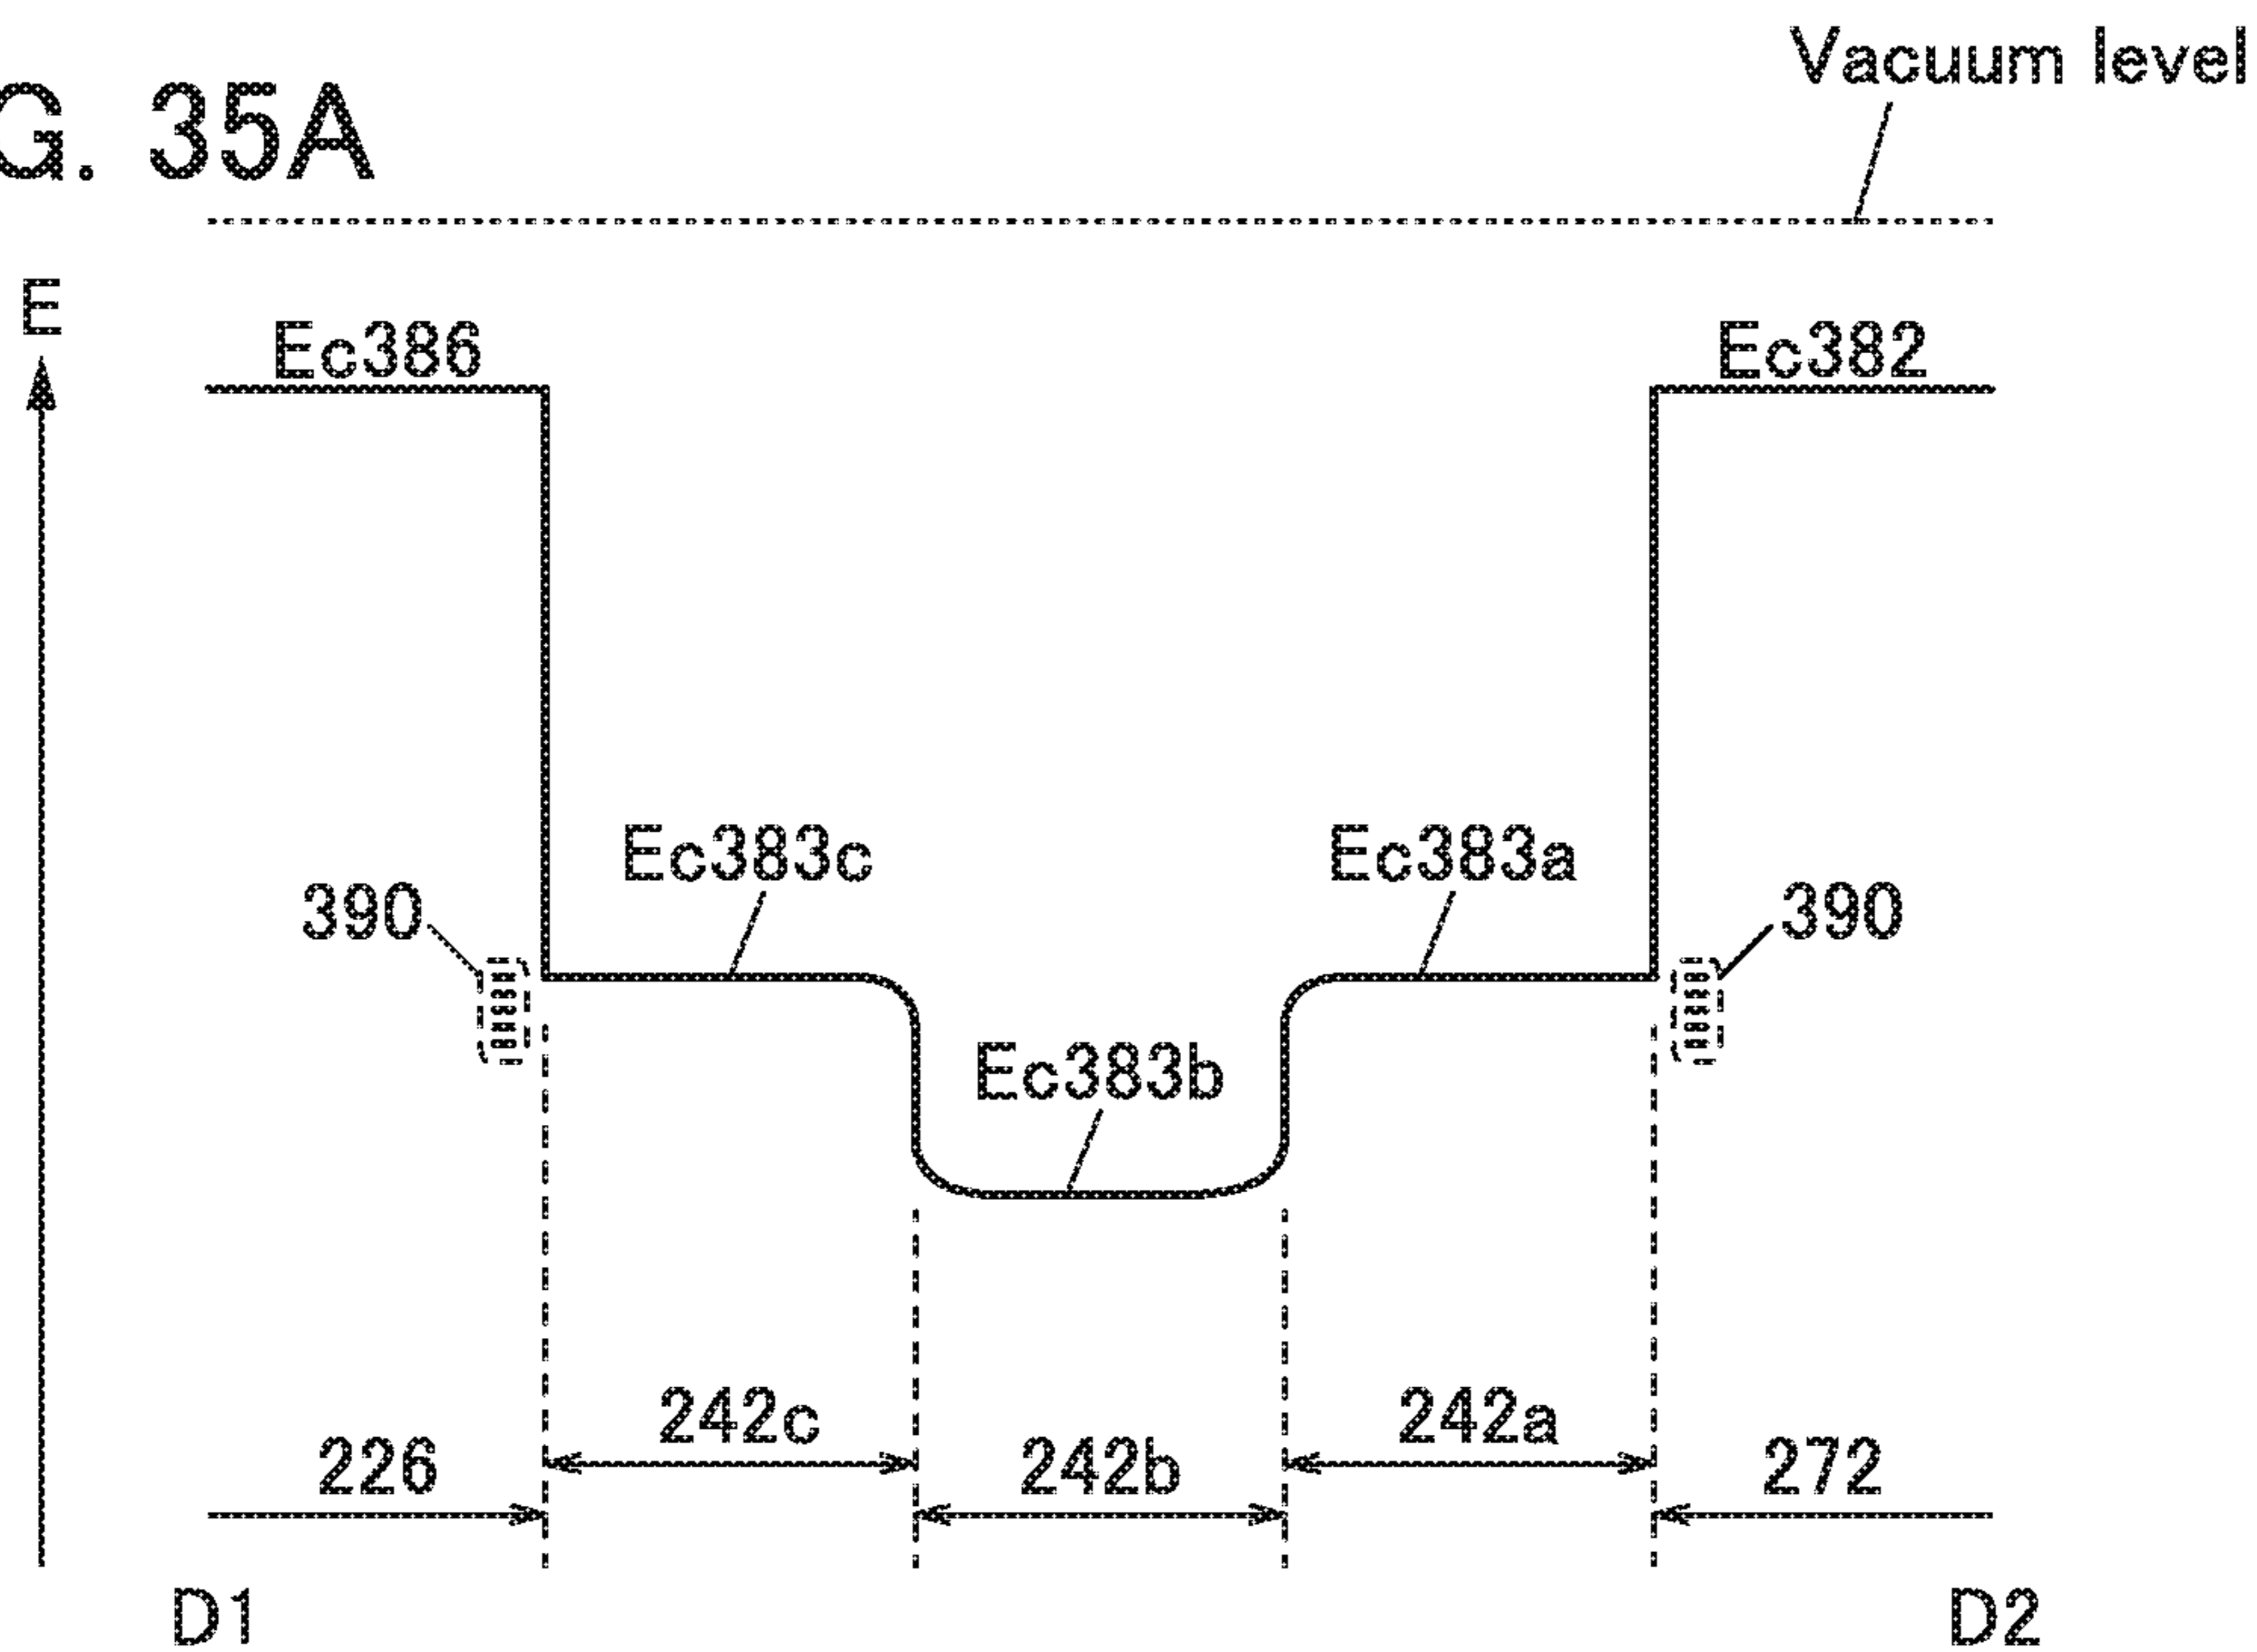 G. 35A
Vacuum level
E
Ec386
Ec382
Ec383c
Ec383a
390
390
Ec383b
242c
242a
226
242b
272
D1
D2